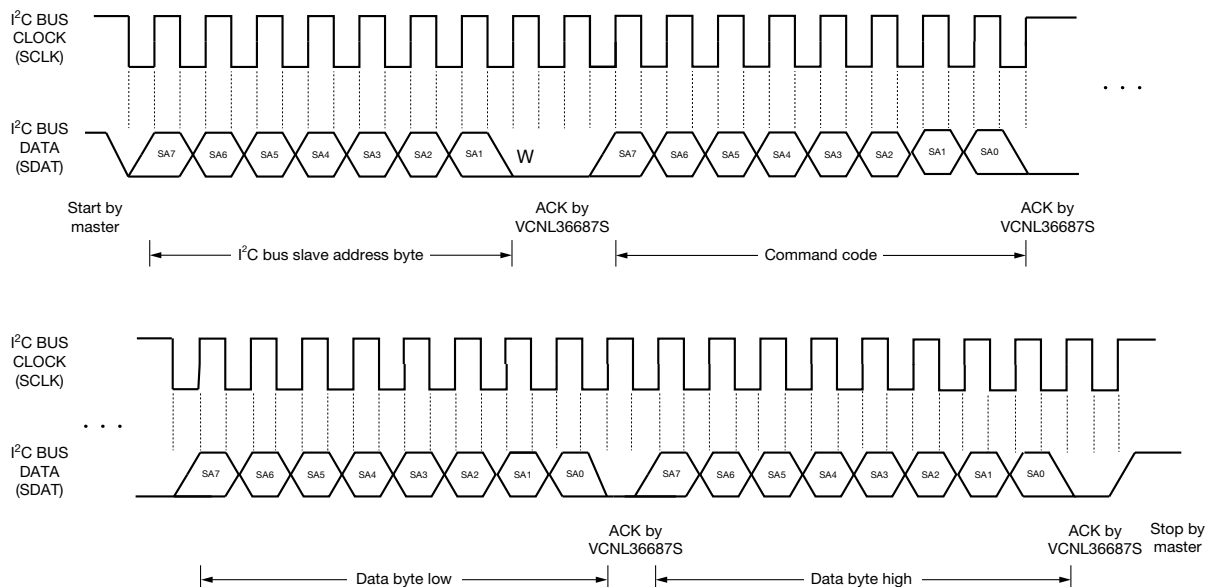 I²C BUS
CLOCK
(SCLK)
. . .
I²C BUS
DATA
(SDAT)
SA7 SA6 SA5 SA4 SA3 SA2 SA1 W SA7 SA6 SA5 SA4 SA3 SA2 SA1 SA0
Start by
master
ACK by
VCNL36687S
ACK by
VCNL36687S
I²C bus slave address byte
Command code
I²C BUS
CLOCK
(SCLK)
. . .
I²C BUS
DATA
(SDAT)
SA7 SA6 SA5 SA4 SA3 SA2 SA1 SA0 SA7 SA6 SA5 SA4 SA3 SA2 SA1 SA0
ACK by
VCNL36687S
ACK by
VCNL36687S
Stop by
master
Data byte low
Data byte high